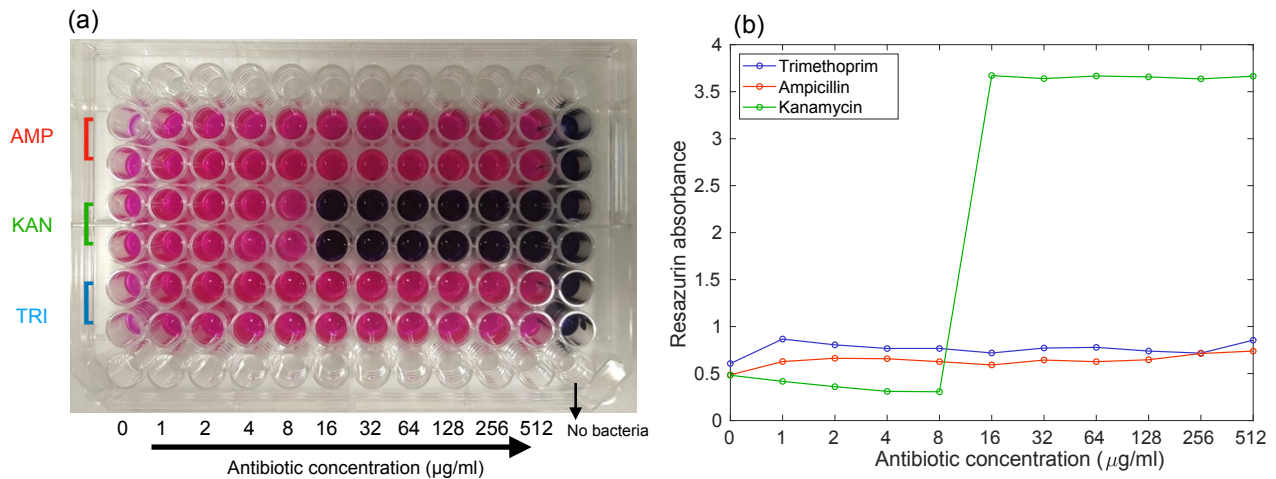 (a)
AMP
KAN
TRI
0 1 2 4 8 16 32 64 128 256 512 No bacteria
Antibiotic concentration (µg/ml)
(b)
4
3.5
3
2.5
2
1.5
1
0.5
0
Resazurin absorbance
Trimethoprim
Ampicillin
Kanamycin
0 1 2 4 8 16 32 64 128 256 512
Antibiotic concentration (μg/ml)